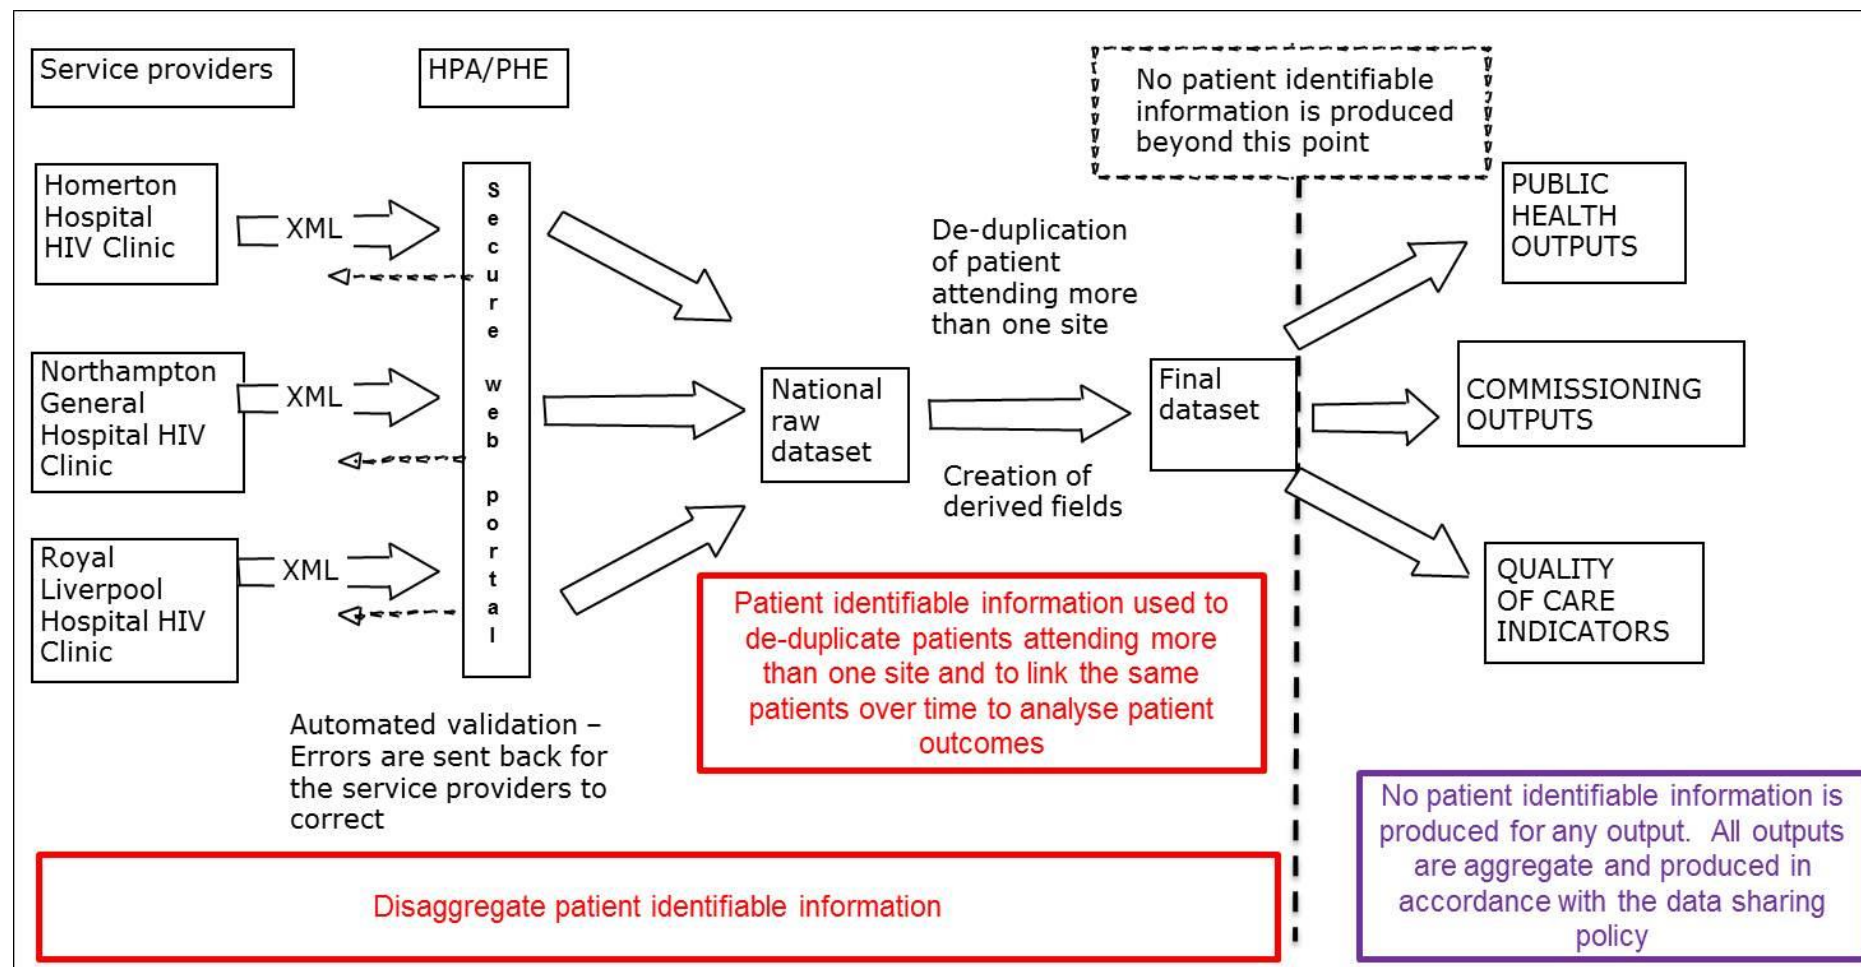 Service providers
HPA/PHE
No patient identifiable
information is produced
beyond this point
Homerton
Hospital
HIV Clinic
XML
Northampton
General
Hospital HIV
Clinic
XML
Royal
Liverpool
Hospital HIV
Clinic
XML
Secure web portal
Automated validation –
Errors are sent back for
the service providers to
correct
National
raw
dataset
De-duplication
of patient
attending more
than one site
Creation of
derived fields
Final
dataset
PUBLIC
HEALTH
OUTPUTS
COMMISSIONING
OUTPUTS
QUALITY
OF CARE
INDICATORS
Patient identifiable information used to
de-duplicate patients attending more
than one site and to link the same
patients over time to analyse patient
outcomes
Disaggregate patient identifiable information
No patient identifiable information is
produced for any output. All outputs
are aggregate and produced in
accordance with the data sharing
policy